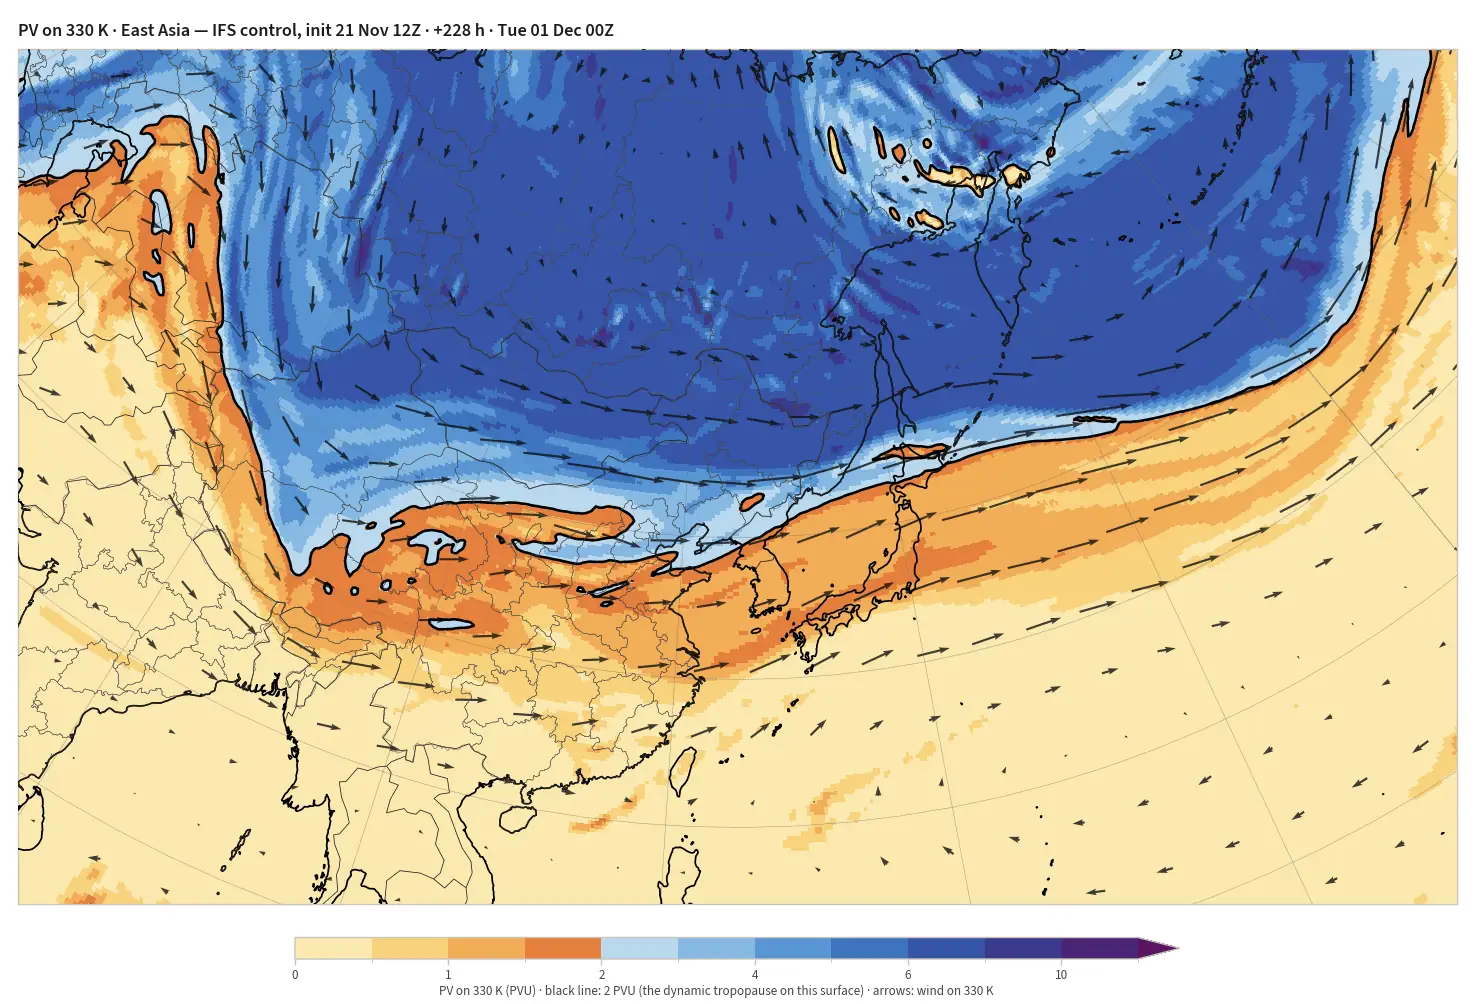 PV on 330 K · East Asia — IFS control, init 21 Nov 12Z · +228 h · Tue 01 Dec 00Z
0 1 2 4 6 10
PV on 330 K (PVU) · black line: 2 PVU (the dynamic tropopause on this surface) · arrows: wind on 330 K